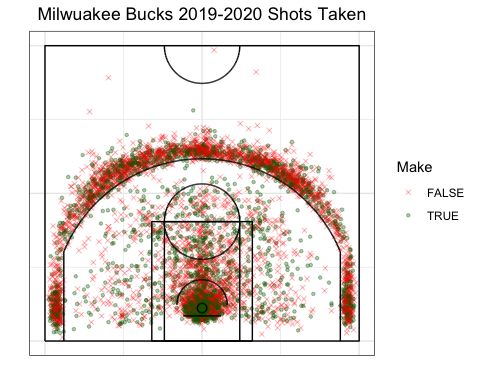 Milwuakee Bucks 2019-2020 Shots Taken
Make
FALSE
TRUE